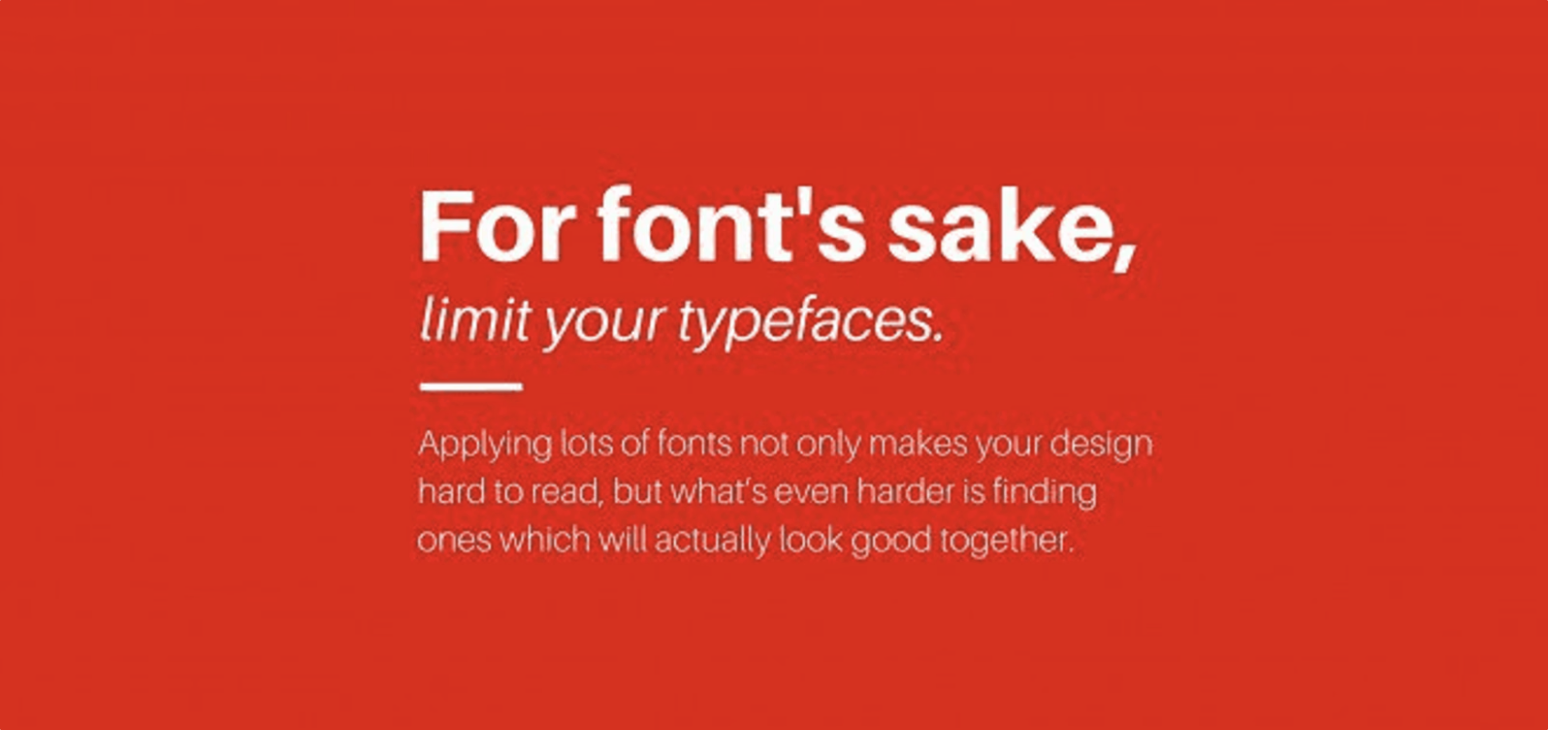 For font's sake,
limit your typefaces.
Applying lots of fonts not only makes your design
hard to read, but what’s even harder is finding
ones which will actually look good together.